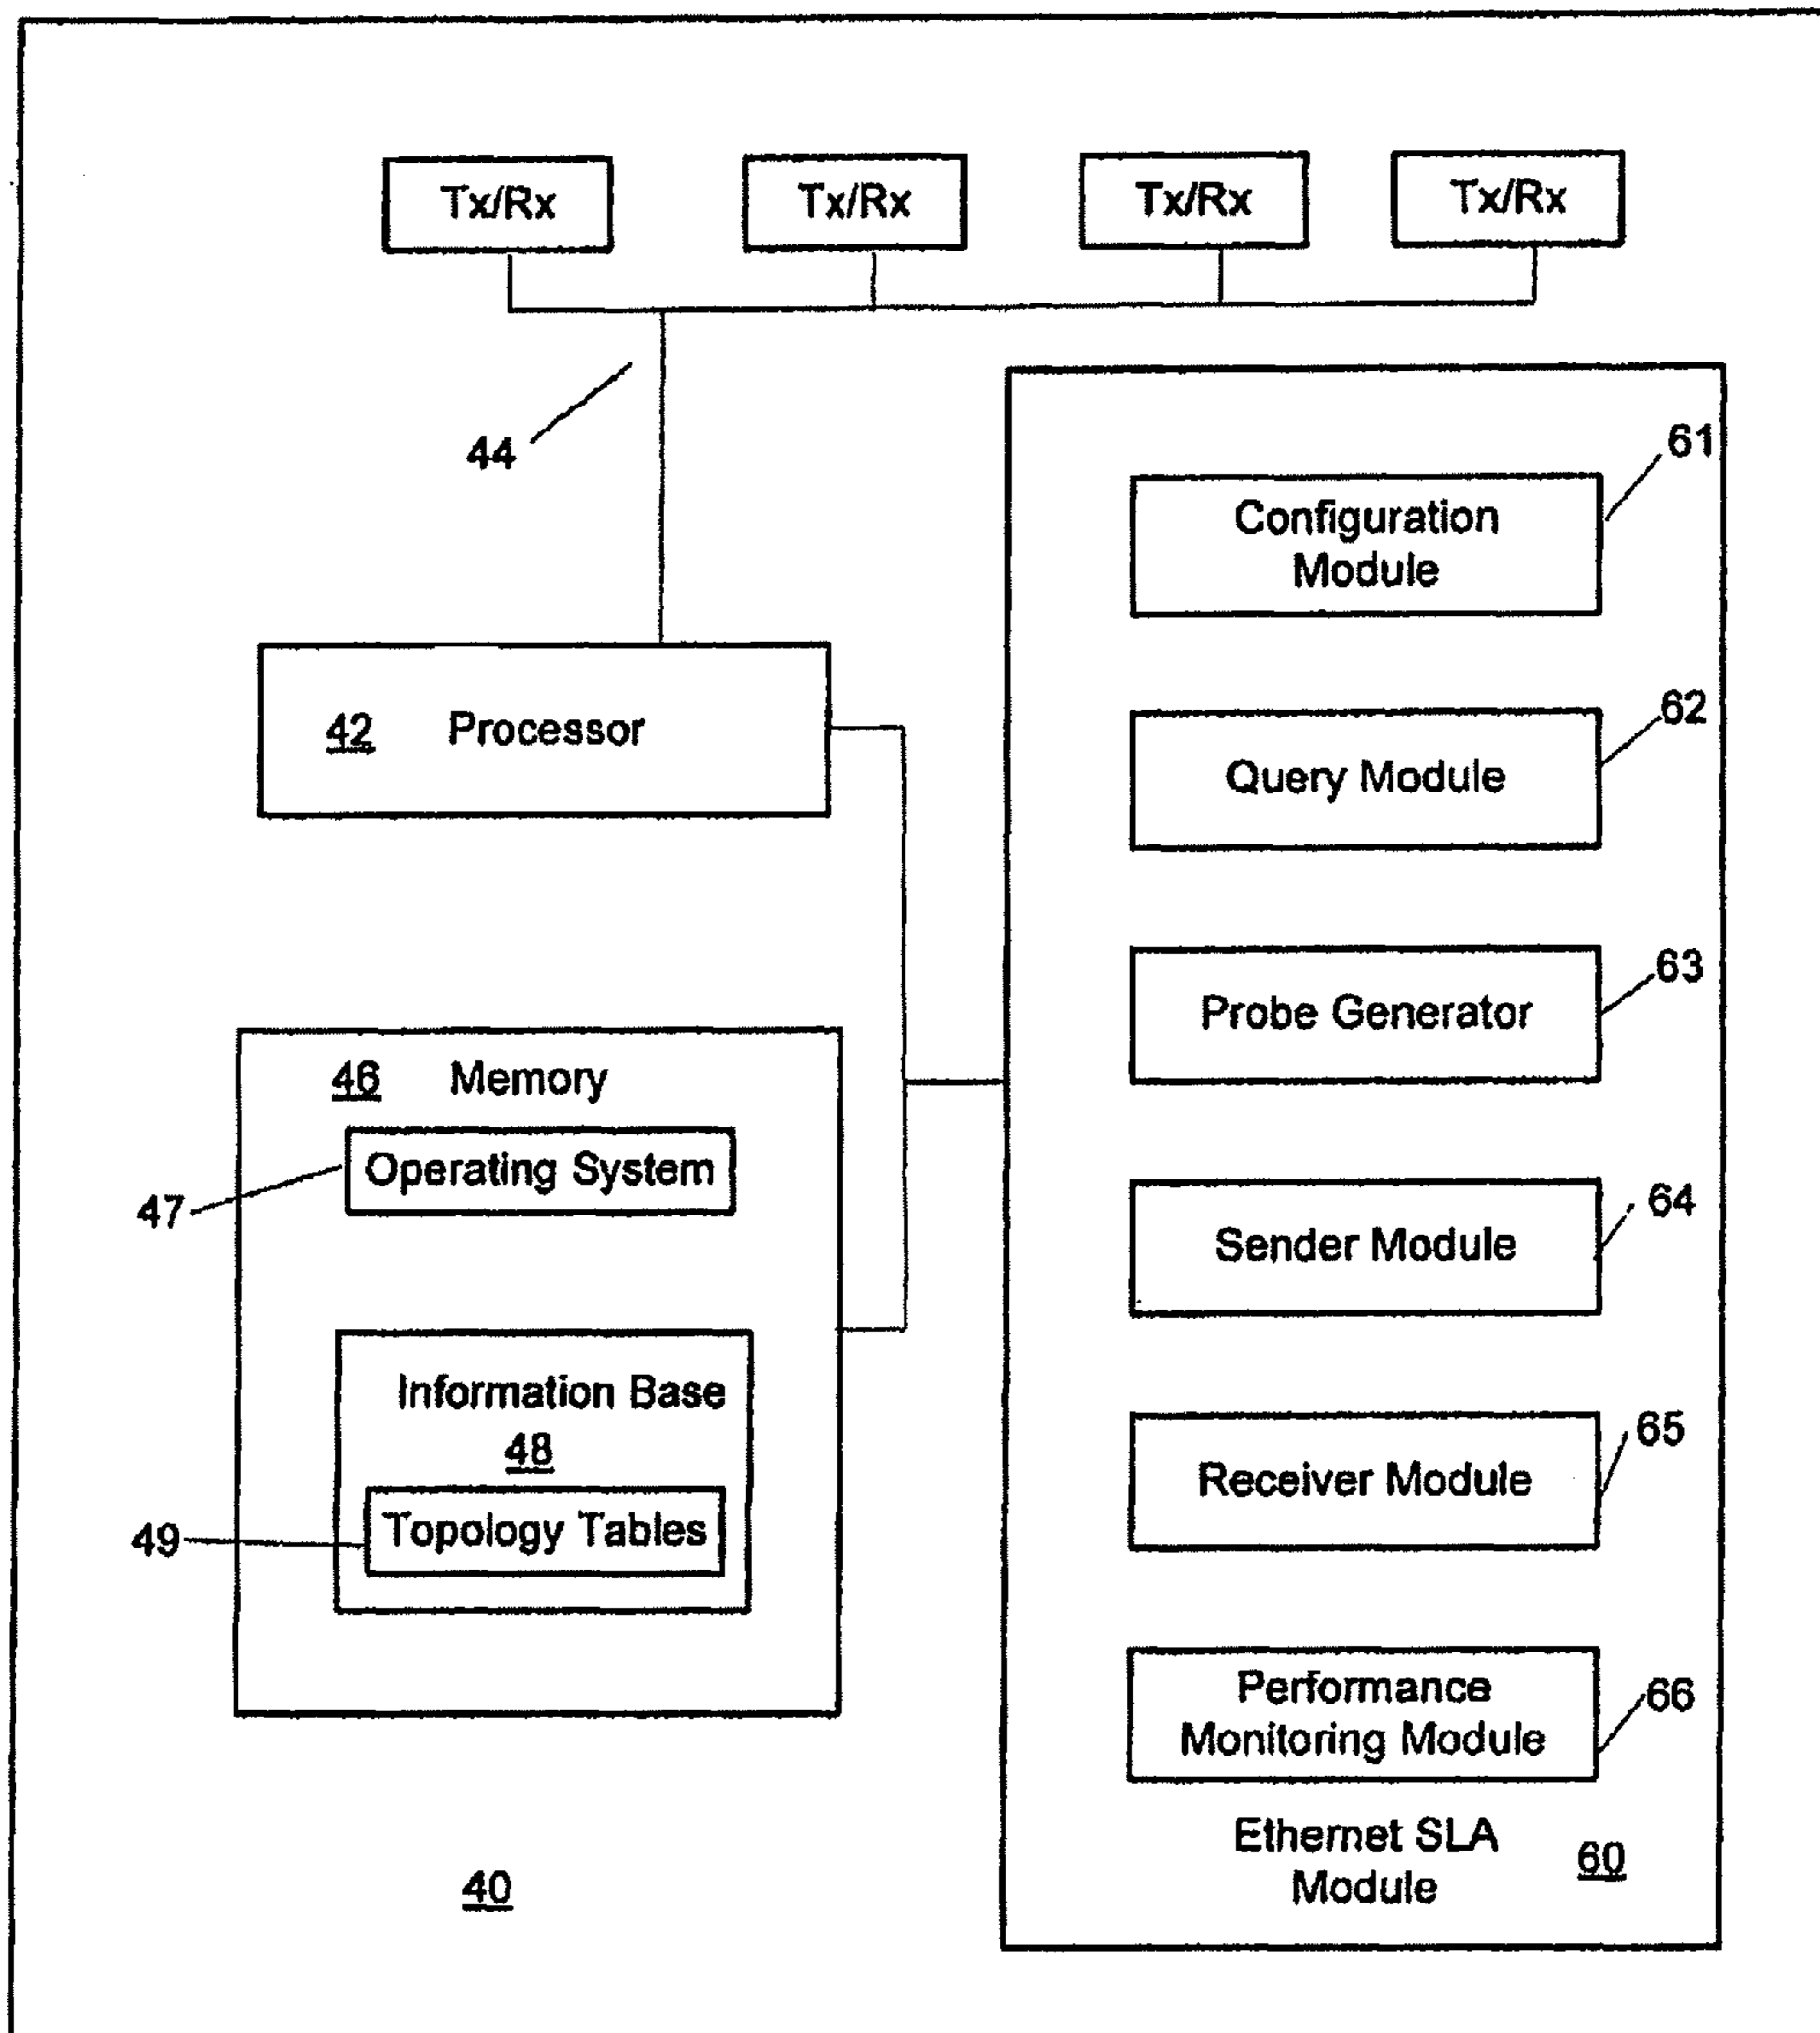 Tx/Rx Tx/Rx Tx/Rx Tx/Rx
44
42 Processor
46 Memory
Operating System
47
Information Base
48
Topology Tables
49
40
61
Configuration
Module
62
Query Module
63
Probe Generator
64
Sender Module
65
Receiver Module
66
Performance
Monitoring Module
Ethernet SLA
Module
60